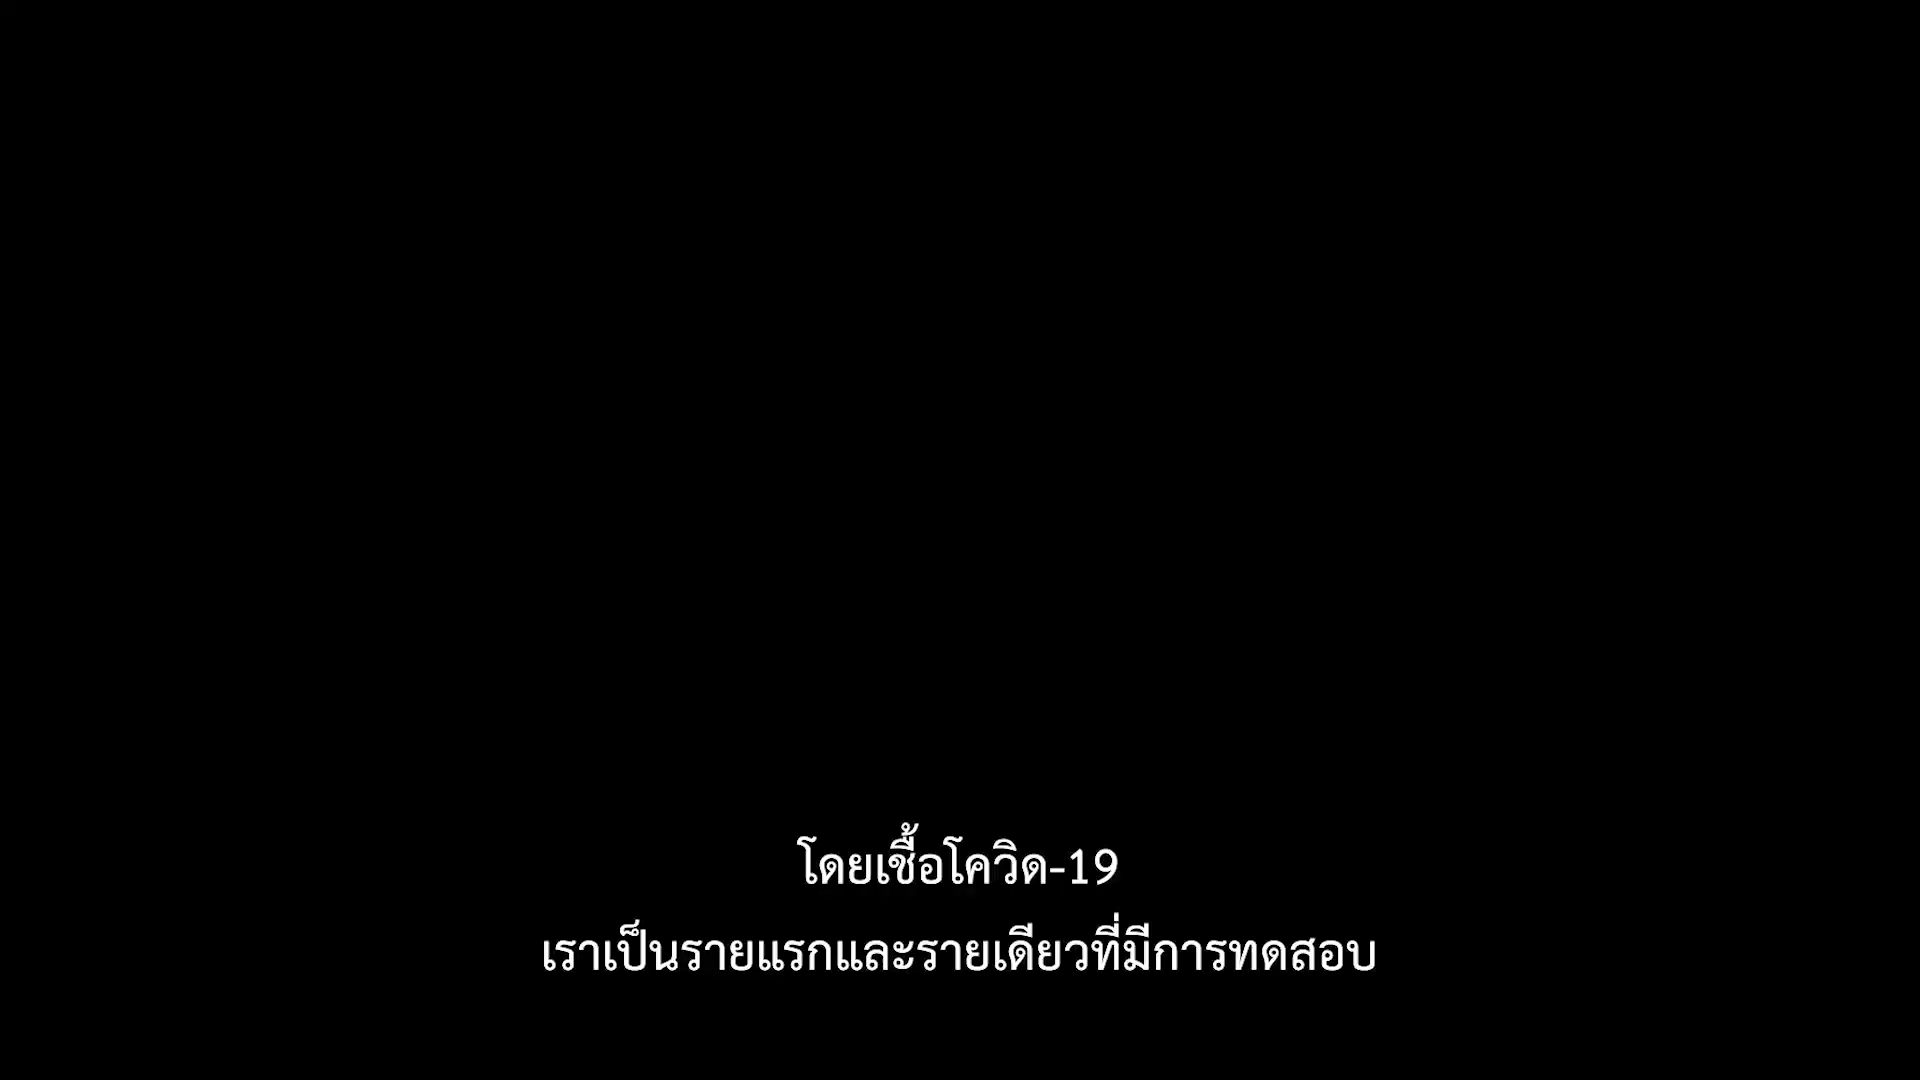 โดยเชื้อโควิด-19
เราเป็นรายแรกและรายเดียวที่มีการทดสอบ